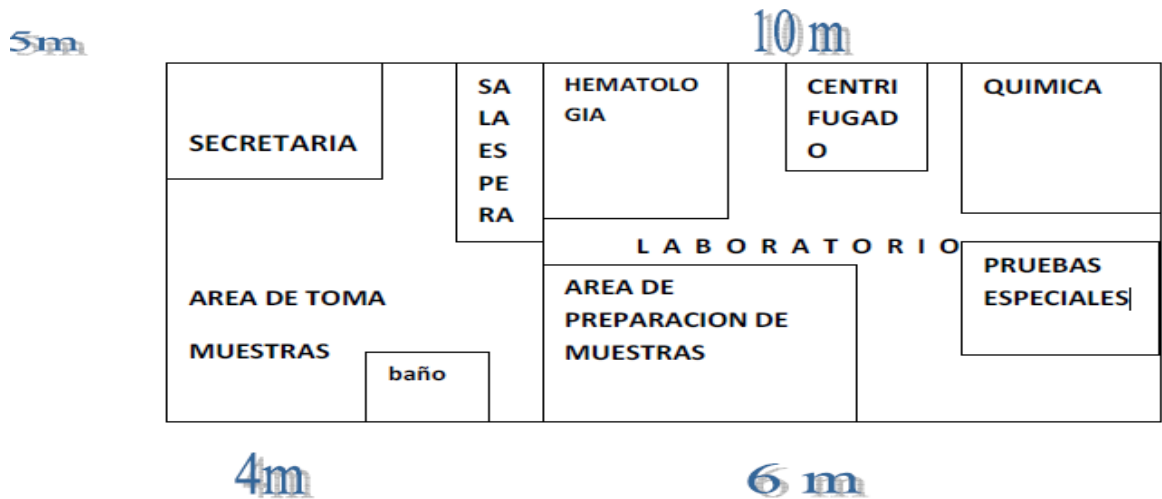 5m
10 m
SECRETARIA
SA
LA
ES
PE
RA
HEMATOLO
GIA
CENTRI
FUGAD
O
QUIMICA
L A B O R A T O R I O
AREA DE TOMA
MUESTRAS
baño
AREA DE
PREPARACION DE
MUESTRAS
PRUEBAS
ESPECIALES
4m
6 m